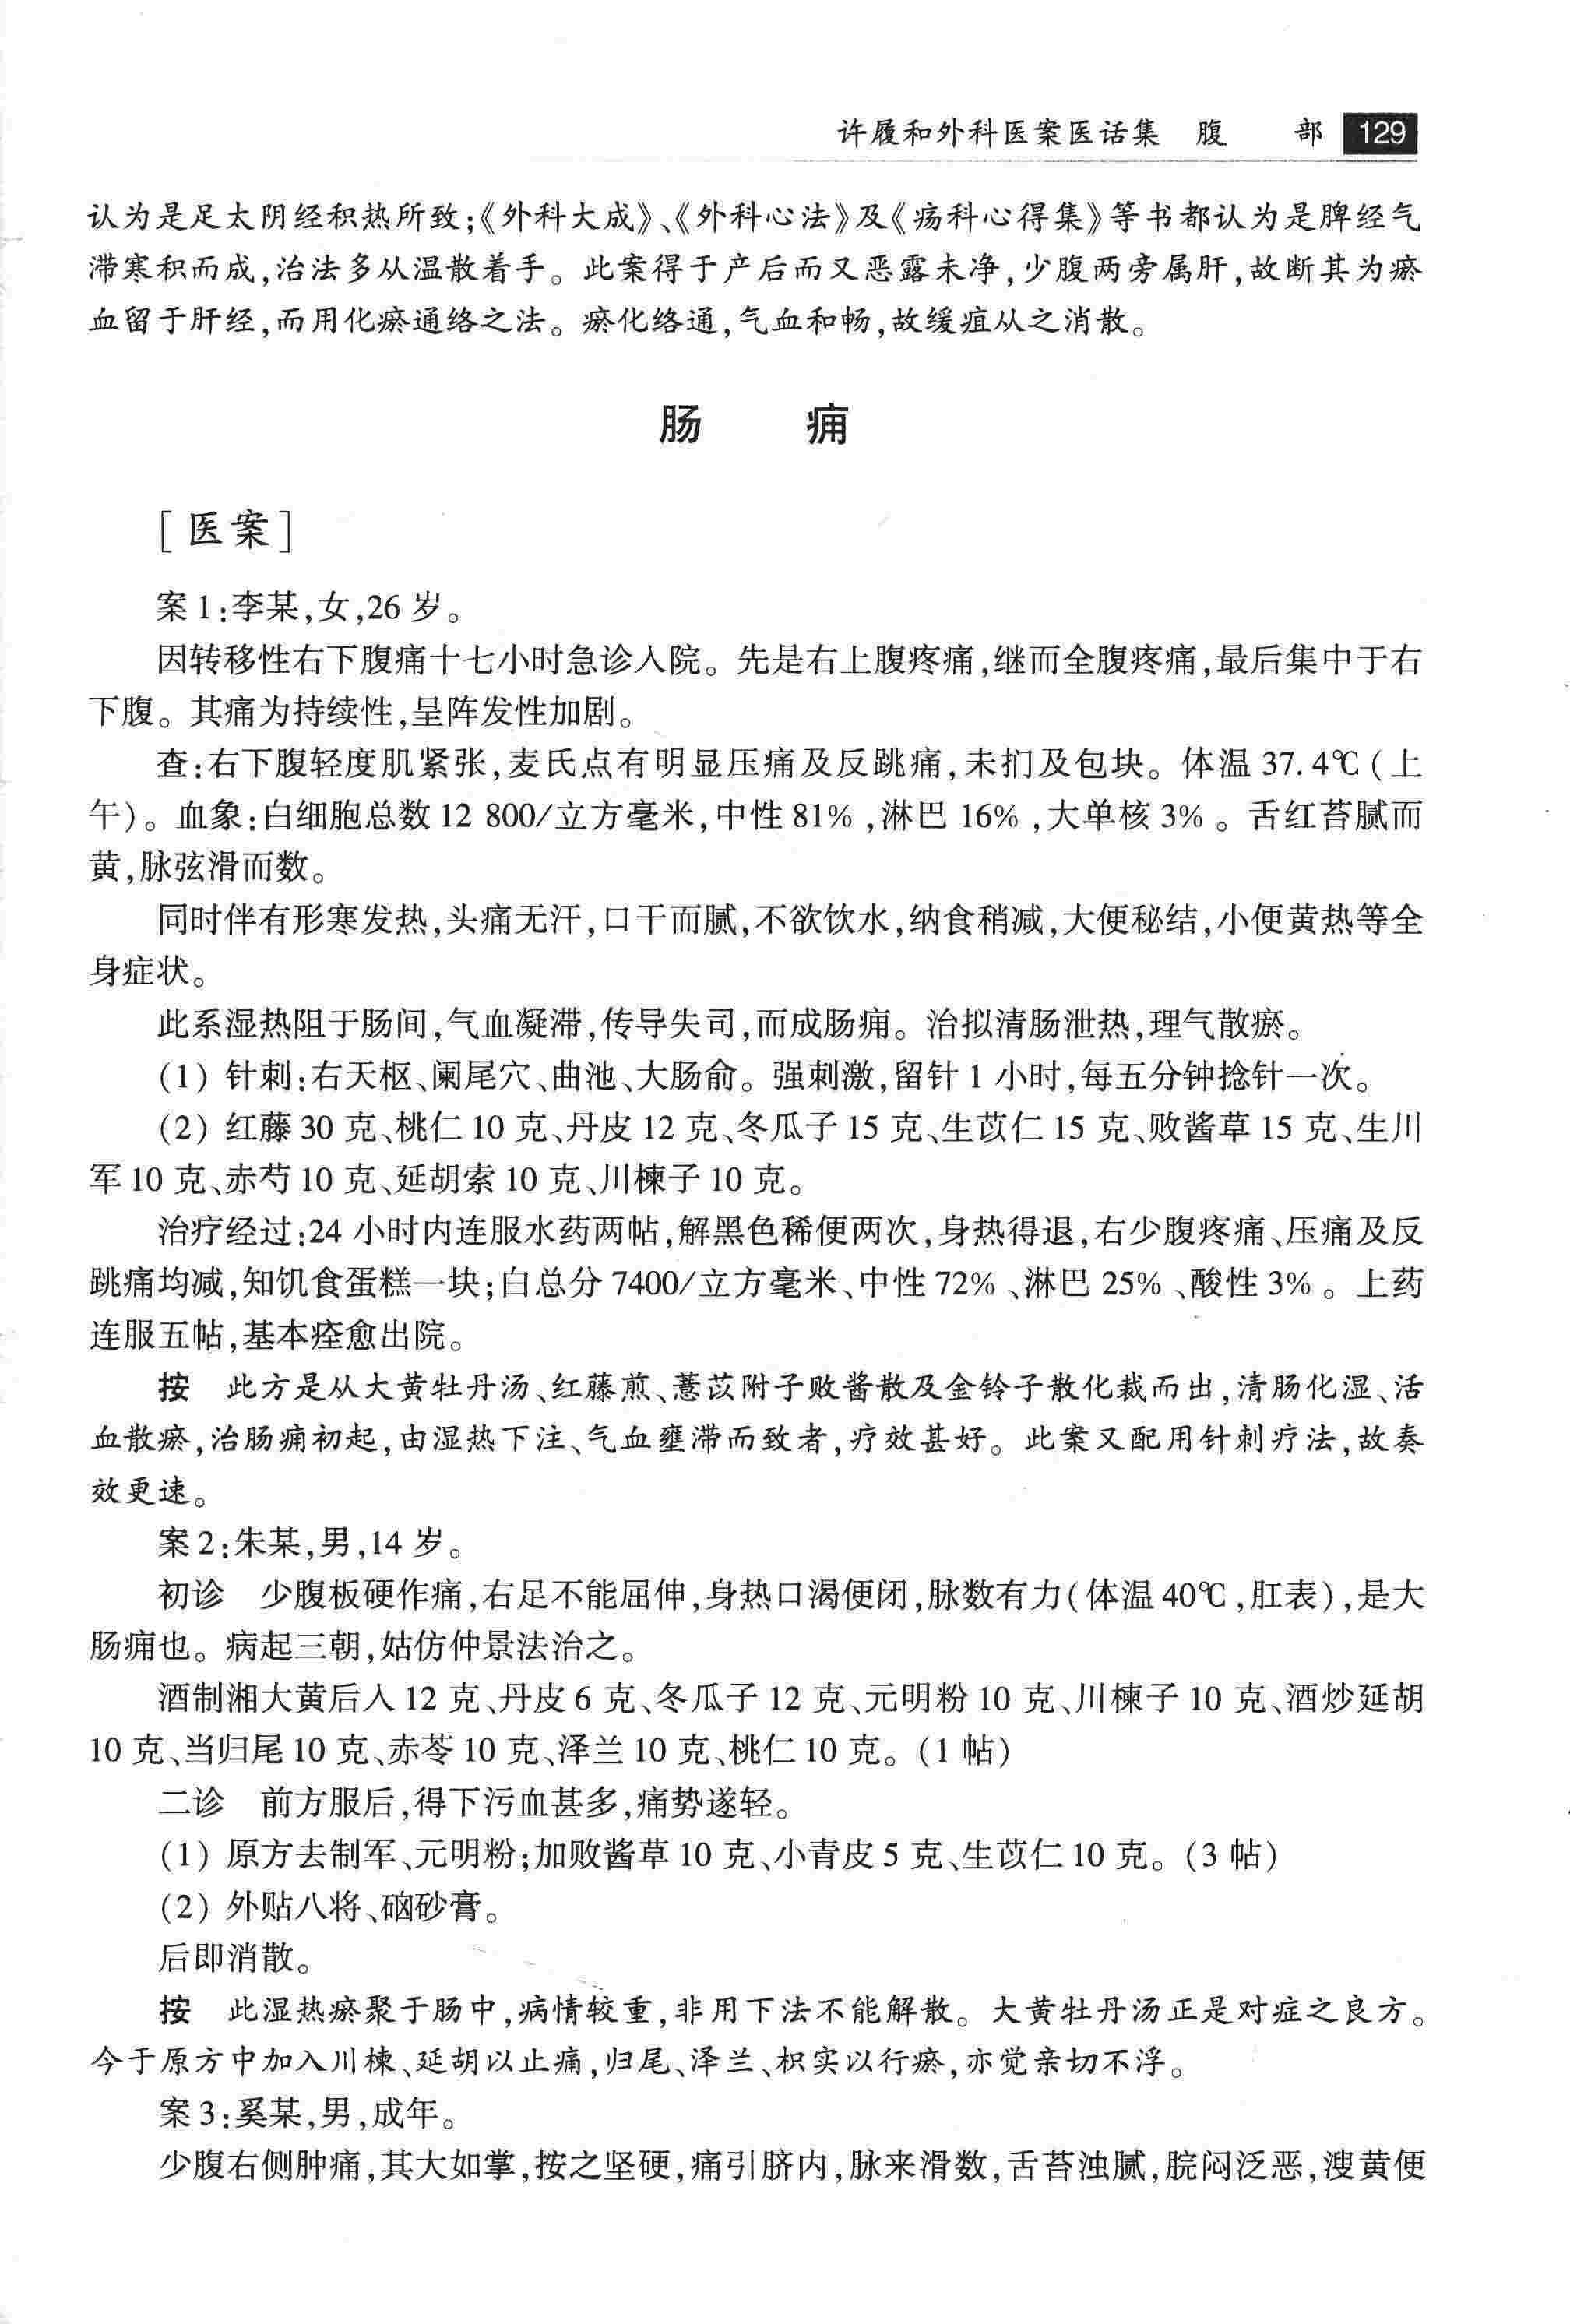 许履和外科医案医话集 腹 部 129
认为是足太阴经积热所致;《外科大成》、《外科心法》及《疡科心得集》等书都认为是脾经气
滞寒积而成,治法多从温散着手。此案得于产后而又恶露未净,少腹两旁属肝,故断其为瘀
血留于肝经,而用化瘀通络之法。瘀化络通,气血和畅,故缓疽从之消散。
肠 痈
[医案]
案1:李某,女,26岁。
因转移性右下腹痛十七小时急诊入院。先是右上腹疼痛,继而全腹疼痛,最后集中于右
下腹。其痛为持续性,呈阵发性加剧。
查:右下腹轻度肌紧张,麦氏点有明显压痛及反跳痛,未扪及包块。体温37.4℃(上
午)。血象:白细胞总数12 800/立方毫米,中性81%,淋巴16%,大单核3%。舌红苔腻而
黄,脉弦滑而数。
同时伴有形寒发热,头痛无汗,口干而腻,不欲饮水,纳食稍减,大便秘结,小便黄热等全
身症状。
此系湿热阻于肠间,气血凝滞,传导失司,而成肠痈。治拟清肠泄热,理气散瘀。
(1) 针刺:右天枢、阑尾穴、曲池、大肠俞。强刺激,留针1小时,每五分钟捻针一次。
(2) 红藤30克、桃仁10克、丹皮12克、冬瓜子15克、生苡仁15克、败酱草15克、生川
军10克、赤芍10克、延胡索10克、川楝子10克。
治疗经过:24小时内连服水药两帖,解黑色稀便两次,身热得退,右少腹疼痛、压痛及反
跳痛均减,知饥食蛋糕一块;白总分7400/立方毫米、中性72%、淋巴25%、酸性3%。上药
连服五帖,基本痊愈出院。
按 此方是从大黄牡丹汤、红藤煎、薏苡附子败酱散及金铃子散化裁而出,清肠化湿、活
血散瘀,治肠痈初起,由湿热下注、气血壅滞而致者,疗效甚好。此案又配用针刺疗法,故奏
效更速。
案2:朱某,男,14岁。
初诊 少腹板硬作痛,右足不能屈伸,身热口渴便闭,脉数有力(体温40℃,肛表),是大
肠痈也。病起三朝,姑仿仲景法治之。
酒制湘大黄后入12克、丹皮6克、冬瓜子12克、元明粉10克、川楝子10克、酒炒延胡
10克、当归尾10克、赤苓10克、泽兰10克、桃仁10克。(1帖)
二诊 前方服后,得下污血甚多,痛势遂轻。
(1) 原方去制军、元明粉;加败酱草10克、小青皮5克、生苡仁10克。(3帖)
(2) 外贴八将、硇砂膏。
后即消散。
按 此湿热瘀聚于肠中,病情较重,非用下法不能解散。大黄牡丹汤正是对症之良方。
今于原方中加入川楝、延胡以止痛,归尾、泽兰、枳实以行瘀,亦觉亲切不浮。
案3:奚某,男,成年。
少腹右侧肿痛,其大如掌,按之坚硬,痛引脐内,脉来滑数,舌苔浊腻,脘闷泛恶,溲黄便